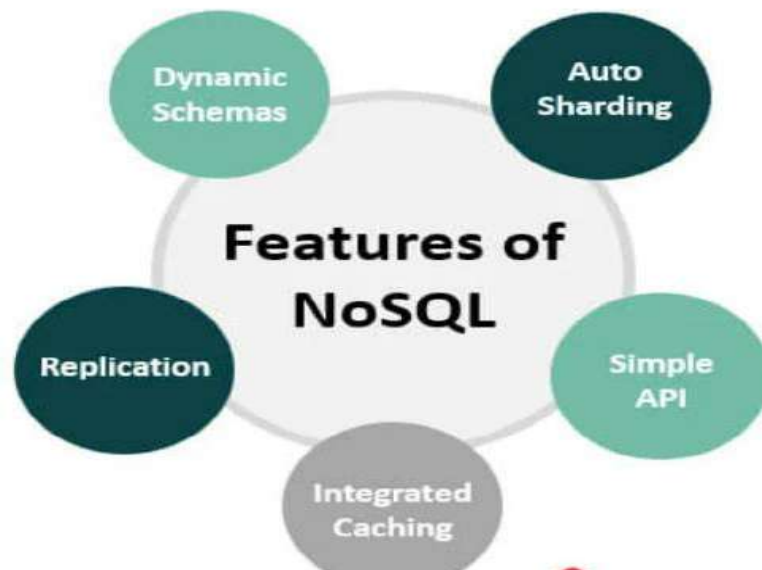 Dynamic
Schemas
Auto
Sharding
Features of
NoSQL
Replication
Simple
API
Integrated
Caching